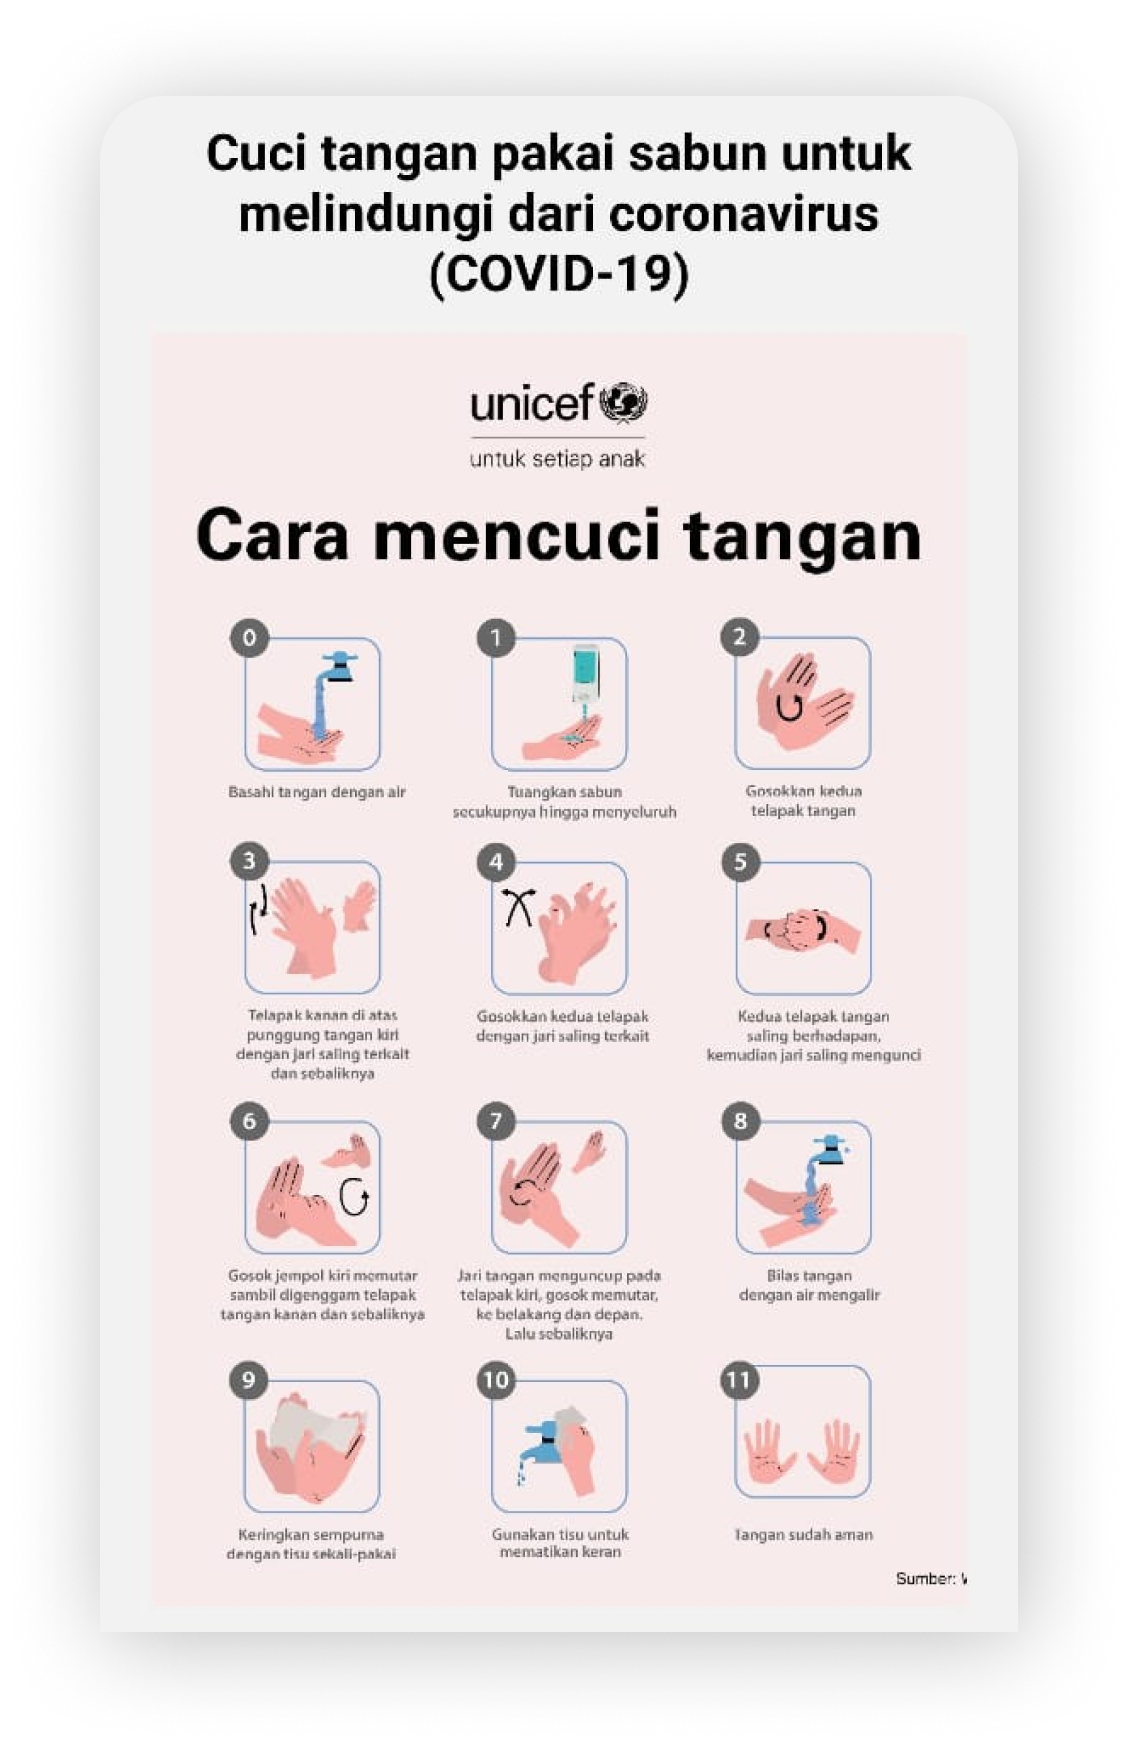 Cuci tangan pakai sabun untuk
melindungi dari coronavirus
(COVID-19)
unicef
untuk setiap anak
Cara mencuci tangan
0
Basahi tangan dengan air
1
Tuangkan sabun
secukupnya hingga menyeluruh
2
Gosokkan kedua
telapak tangan
3
Telapak kanan di atas
punggung tangan kiri
dengan jari saling terkait
dan sebaliknya
4
Gosokkan kedua telapak
dengan jari saling terkait
5
Kedua telapak tangan
saling berhadapan,
kemudian jari saling mengunci
6
Gosok jempol kiri memutar
sambil digenggam telapak
tangan kanan dan sebaliknya
7
Jari tangan menguncup pada
telapak kiri, gosok memutar,
ke belakang dan depan.
Lalu sebaliknya
8
Bilas tangan
dengan air mengalir
9
Keringkan sempurna
dengan tisu sekali-pakai
10
Gunakan tisu untuk
mematikan keran
11
Tangan sudah aman
Sumber: